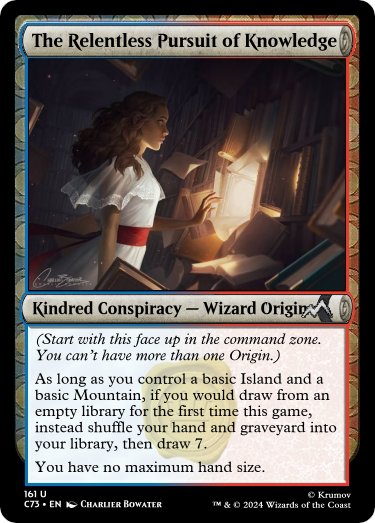 The Relentless Pursuit of Knowledge
Kindred Conspiracy — Wizard Origin
(Start with this face up in the command zone.
You can't have more than one Origin.)
As long as you control a basic Island and a
basic Mountain, if you would draw from an
empty library for the first time this game,
instead shuffle your hand and graveyard into
your library, then draw 7.
You have no maximum hand size.
161 U
© Krumov
C73 • EN Charlier Bowater
™ & © 2024 Wizards of the Coast